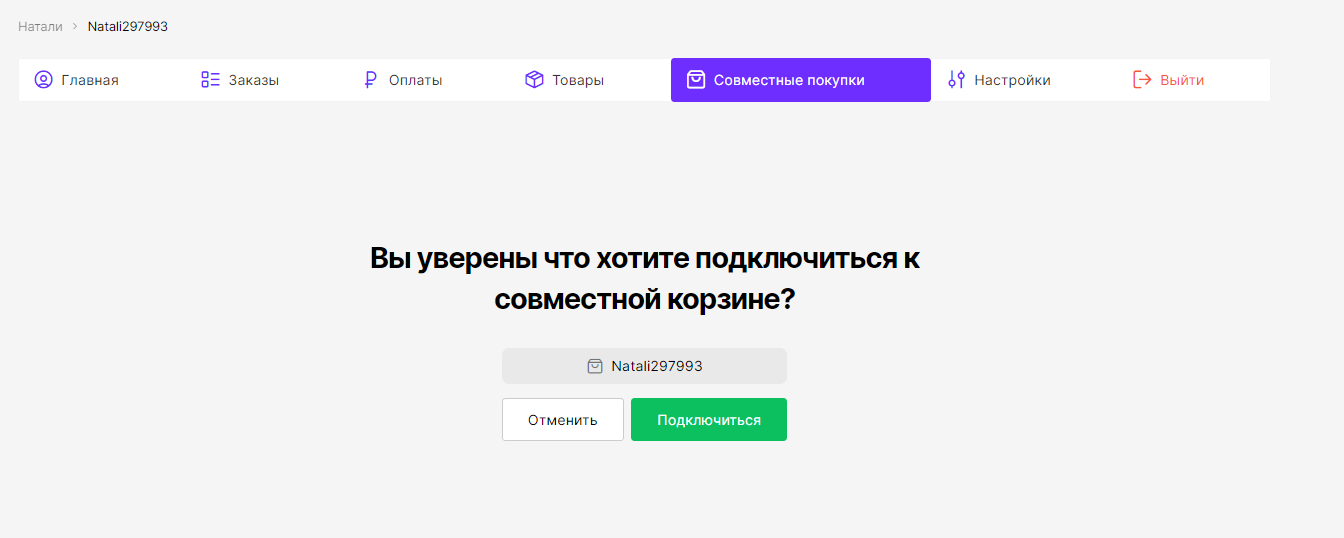 Натали > Natali297993
Главная Заказы Оплаты Товары Совместные покупки Настройки Выйти
Вы уверены что хотите подключиться к
совместной корзине?
Natali297993
Отменить Подключиться